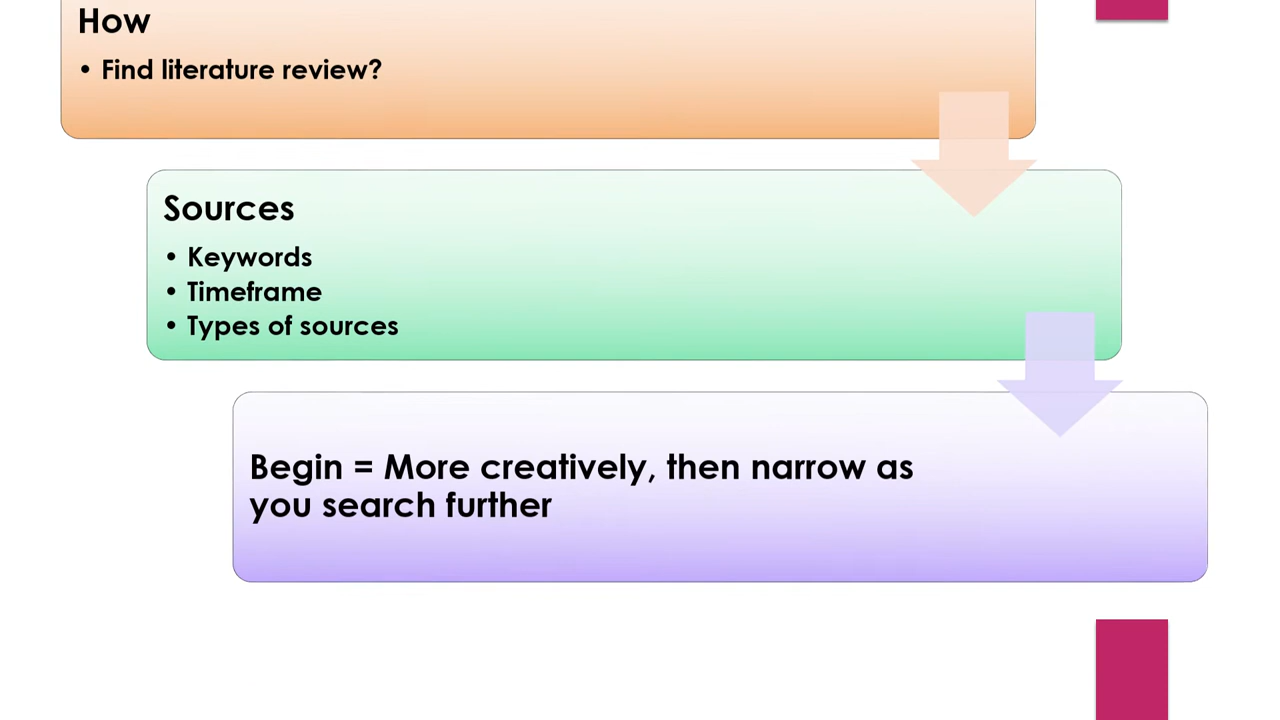 How
• Find literature review?
Sources
• Keywords
• Timeframe
• Types of sources
Begin = More creatively, then narrow as
you search further